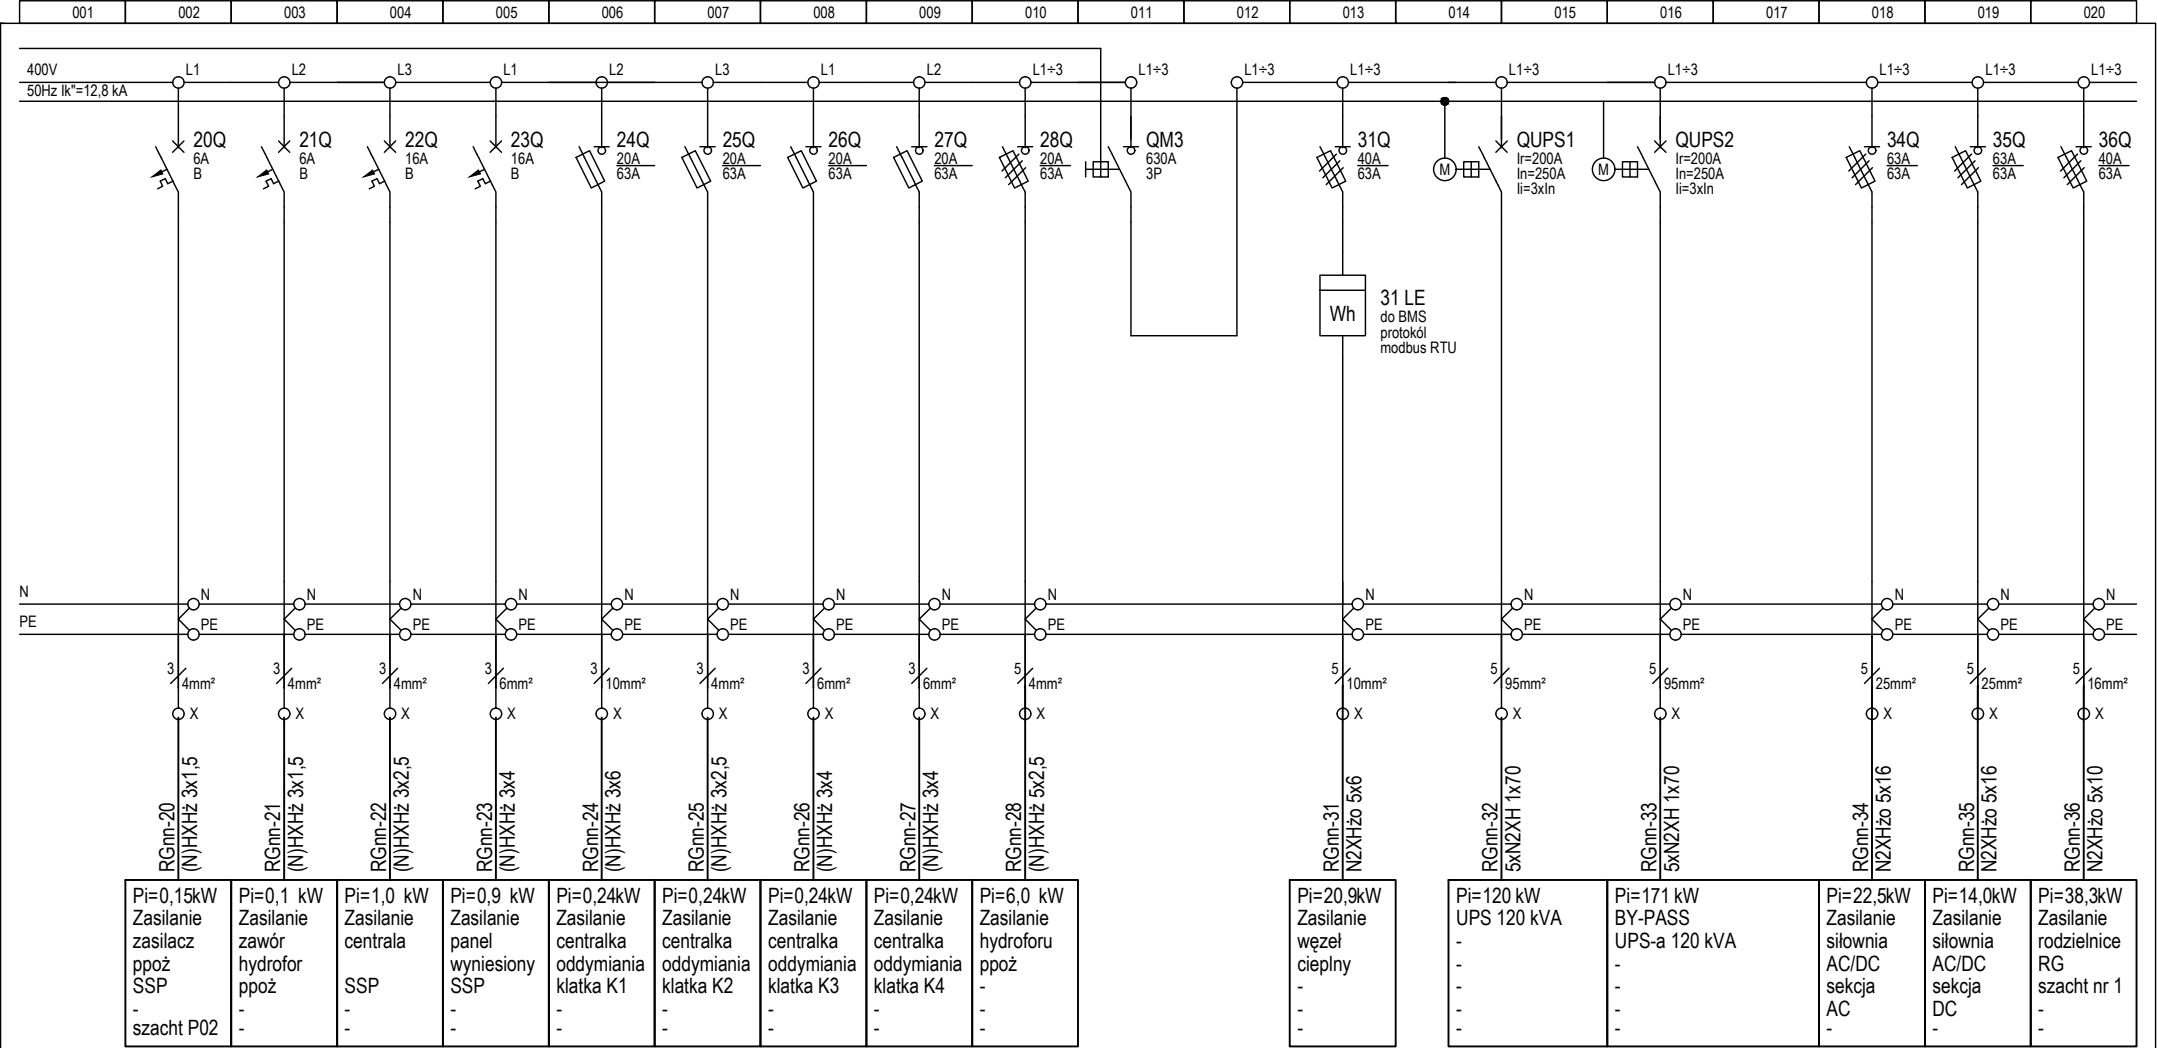 001 002 003 004 005 006 007 008 009 010 011 012 013 014 015 016 017 018 019 020
400V L1 L2 L3 L1 L2 L3 L1 L2 L1÷3 L1÷3 L1÷3 L1÷3 L1÷3 L1÷3 L1÷3 L1÷3 L1÷3
50Hz Ik"=12,8 kA
20Q
6A
B
21Q
6A
B
22Q
16A
B
23Q
16A
B
24Q
20A
63A
25Q
20A
63A
26Q
20A
63A
27Q
20A
63A
28Q
20A
63A
QM3
630A
3P
31Q
40A
63A
M
QUPS1
Ir=200A
In=250A
Ii=3xIn
M
QUPS2
Ir=200A
In=250A
Ii=3xIn
34Q
63A
63A
35Q
63A
63A
36Q
40A
63A
Wh
31 LE
do BMS
protokól
modbus RTU
N N N N N N N N N N N N N N N N
PE PE PE PE PE PE PE PE PE PE PE PE PE PE PE PE
3 4mm² 3 4mm² 3 4mm² 3 6mm² 3 10mm² 3 4mm² 3 6mm² 3 6mm² 5 4mm² 5 10mm² 5 95mm² 5 95mm² 5 25mm² 5 25mm² 5 16mm²
X X X X X X X X X X X X X X X
RGnn-20
(N)HXHż 3x1,5
RGnn-21
(N)HXHż 3x1,5
RGnn-22
(N)HXHż 3x2,5
RGnn-23
(N)HXHż 3x4
RGnn-24
(N)HXHż 3x6
RGnn-25
(N)HXHż 3x2,5
RGnn-26
(N)HXHż 3x4
RGnn-27
(N)HXHż 3x4
RGnn-28
(N)HXHż 5x2,5
RGnn-31
N2XHżo 5x6
RGnn-32
5xN2XH 1x70
RGnn-33
5xN2XH 1x70
RGnn-34
N2XHżo 5x16
RGnn-35
N2XHżo 5x16
RGnn-36
N2XHżo 5x10
Pi=0,15kW
Zasilanie
zasilacz
ppoż
SSP
-
szacht P02
Pi=0,1 kW
Zasilanie
zawór
hydrofor
ppoż
-
-
Pi=1,0 kW
Zasilanie
centrala
SSP
-
-
Pi=0,9 kW
Zasilanie
panel
wyniesiony
SSP
-
-
Pi=0,24kW
Zasilanie
centralka
oddymiania
klatka K1
-
-
Pi=0,24kW
Zasilanie
centralka
oddymiania
klatka K2
-
-
Pi=0,24kW
Zasilanie
centralka
oddymiania
klatka K3
-
-
Pi=0,24kW
Zasilanie
centralka
oddymiania
klatka K4
-
-
Pi=6,0 kW
Zasilanie
hydroforu
ppoż
-
-
-
Pi=20,9kW
Zasilanie
węzeł
cieplny
-
-
-
Pi=120 kW
UPS 120 kVA
-
-
-
-
-
Pi=171 kW
BY-PASS
UPS-a 120 kVA
-
-
-
-
Pi=22,5kW
Zasilanie
siłownia
AC/DC
sekcja
AC
-
Pi=14,0kW
Zasilanie
siłownia
AC/DC
sekcja
DC
-
Pi=38,3kW
Zasilanie
rodzielnice
RG
szacht nr 1
-
-